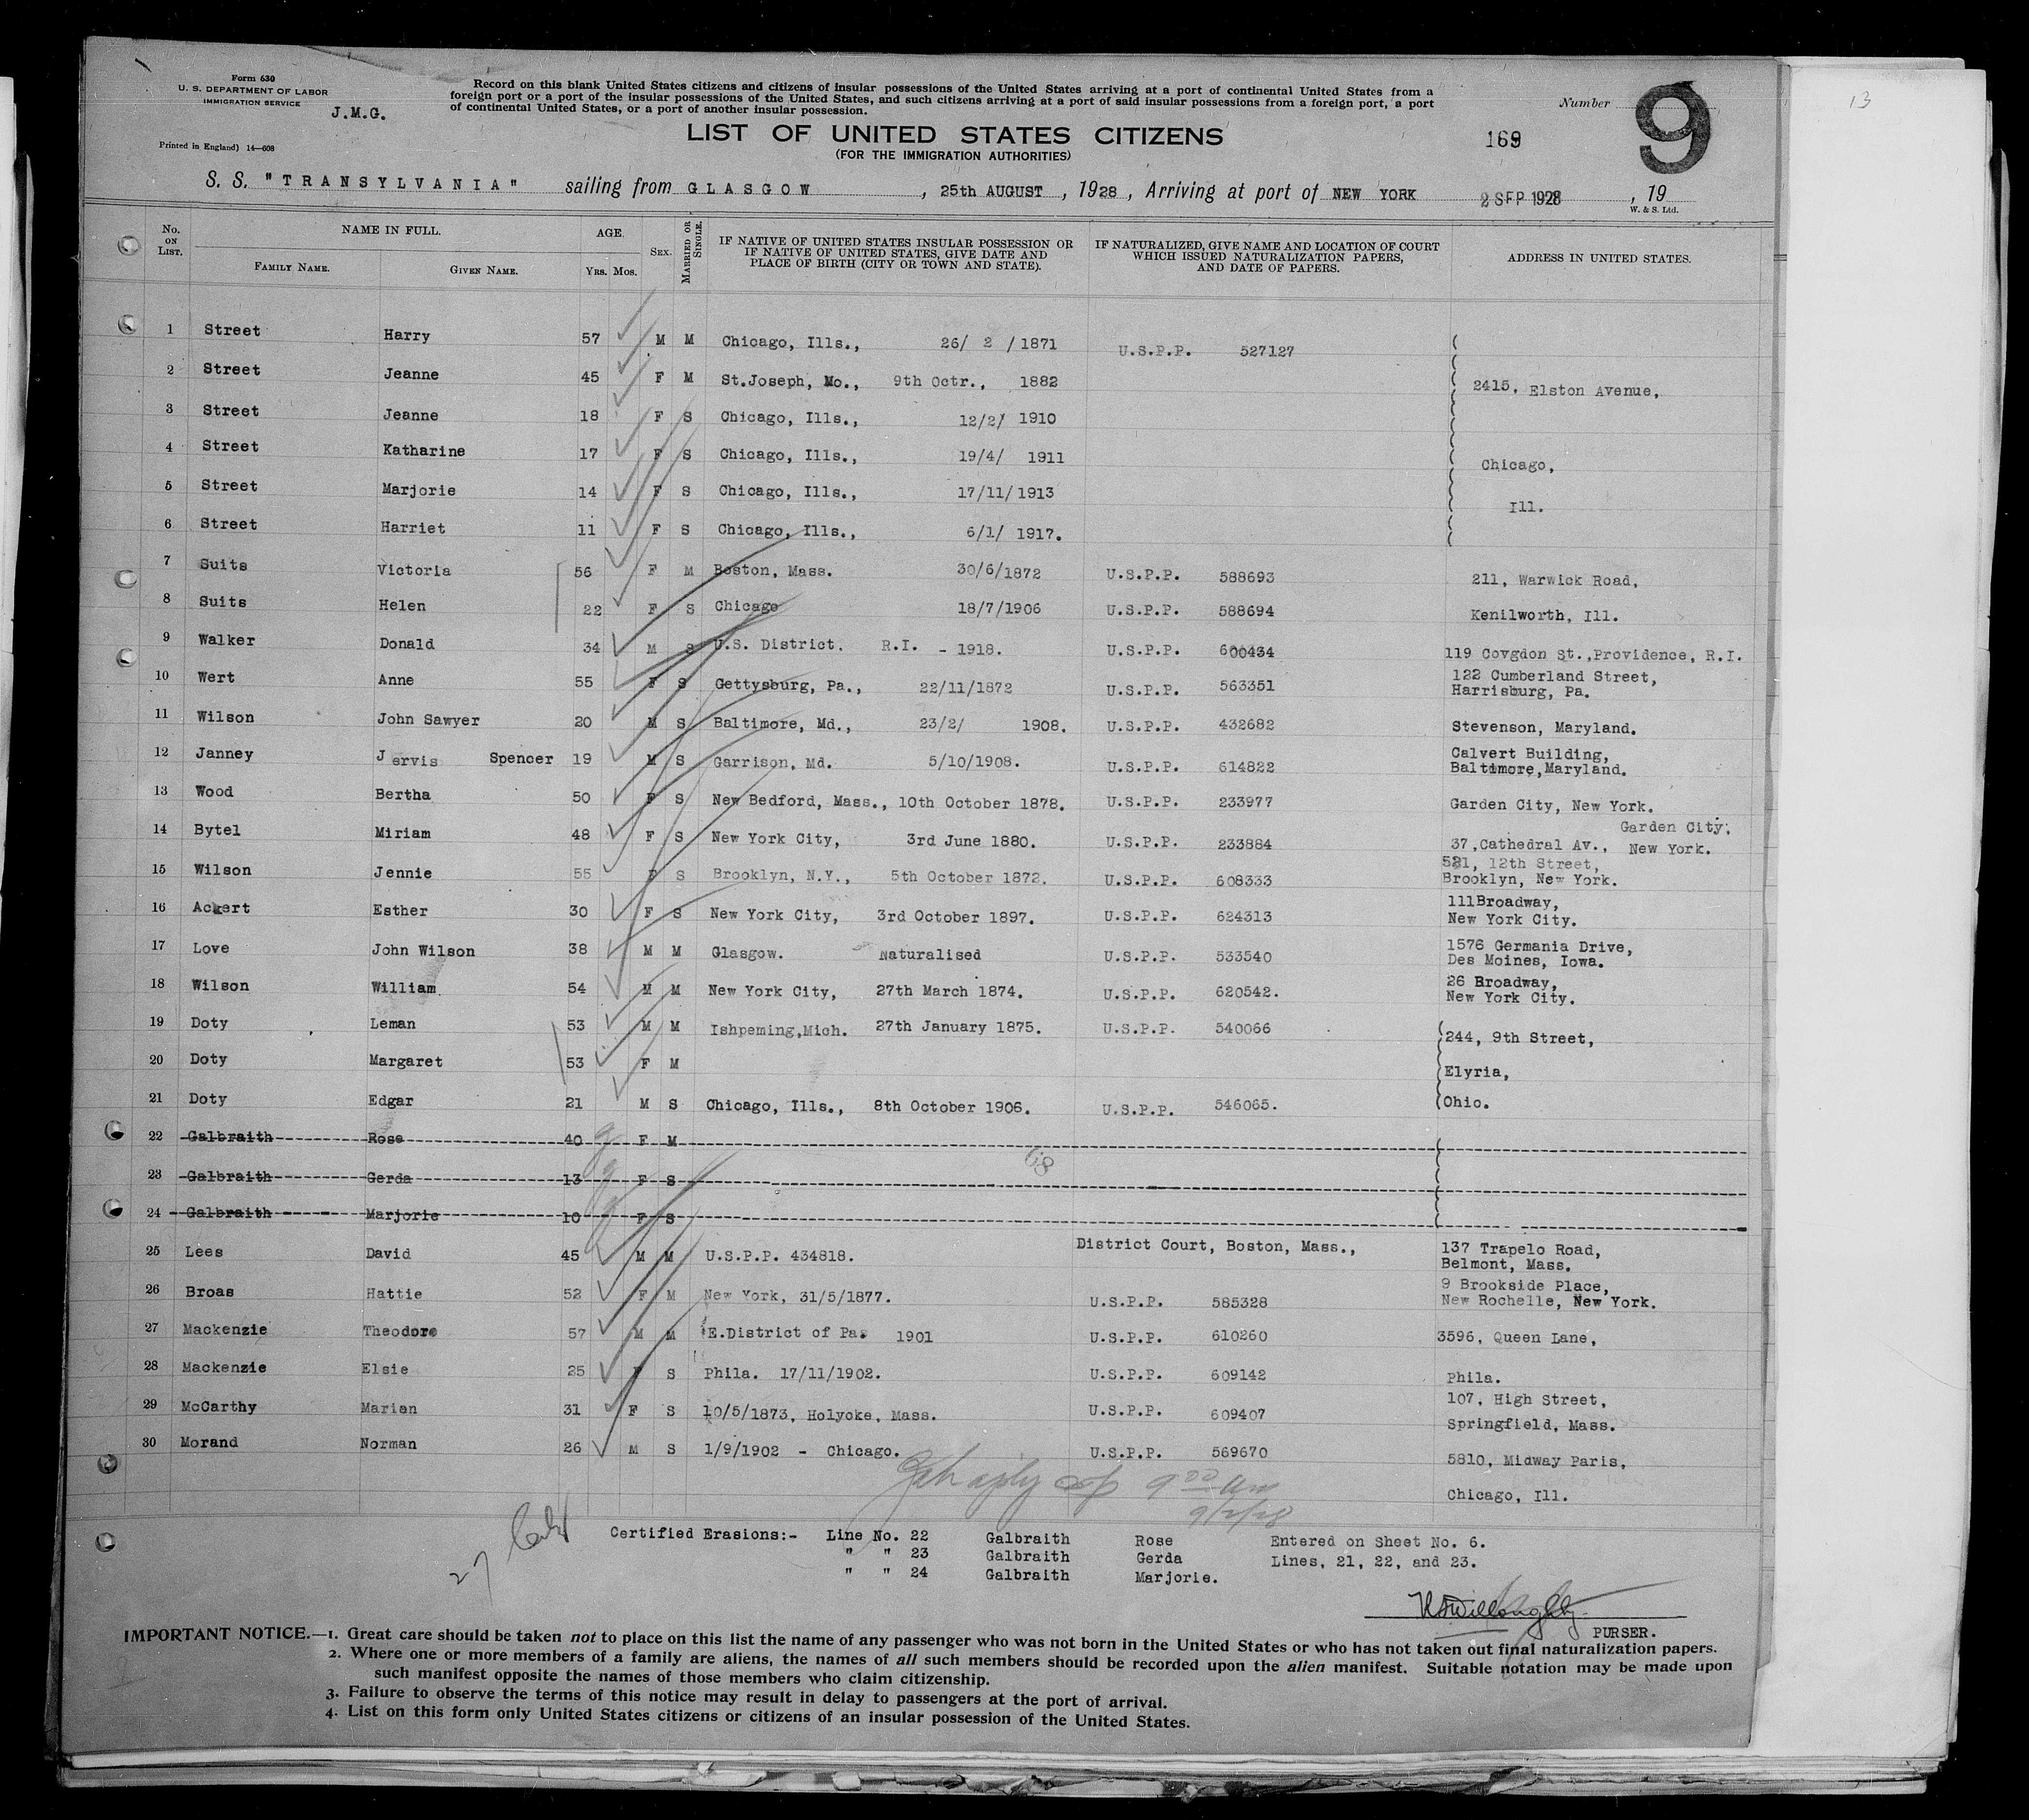 Form 630
U. S. DEPARTMENT OF LABOR
IMMIGRATION SERVICE
J.M.G.
Printed in England) 14—608
Record on this blank United States citizens and citizens of insular possessions of the United States arriving at a port of continental United States from a
foreign port or a port of the insular possessions of the United States, and such citizens arriving at a port of said insular possessions from a foreign port, a port
of continental United States, or a port of another insular possession.
Number 9
13
LIST OF UNITED STATES CITIZENS
169
(FOR THE IMMIGRATION AUTHORITIES)
S. S. "TRANSYLVANIA" sailing from GLASGOW, 25th AUGUST, 1928, Arriving at port of NEW YORK 2 SEP 1928, 19
W. & S. Ltd.
No. ON LIST. NAME IN FULL. FAMILY NAME. GIVEN NAME. AGE. YRS. MOS. SEX. MARRIED OR SINGLE. IF NATIVE OF UNITED STATES INSULAR POSSESSION OR IF NATIVE OF UNITED STATES, GIVE DATE AND PLACE OF BIRTH (CITY OR TOWN AND STATE). IF NATURALIZED, GIVE NAME AND LOCATION OF COURT WHICH ISSUED NATURALIZATION PAPERS, AND DATE OF PAPERS. ADDRESS IN UNITED STATES.
1 Street Harry 57 M M Chicago, Ills., 26/ 2 / 1871 U.S.P.P. 527127
2 Street Jeanne 45 F M St.Joseph, Mo., 9th Octr., 1882 2415, Elston Avenue,
3 Street Jeanne 18 F S Chicago, Ills., 12/2/ 1910
4 Street Katharine 17 F S Chicago, Ills., 19/4/ 1911 Chicago,
5 Street Marjorie 14 F S Chicago, Ills., 17/11/1913 Ill.
6 Street Harriet 11 F S Chicago, Ills., 6/1/ 1917.
7 Suits Victoria 56 F M Boston, Mass. 30/6/1872 U.S.P.P. 588693 211, Warwick Road,
8 Suits Helen 22 F S Chicago 18/7/1906 U.S.P.P. 588694 Kenilworth, Ill.
9 Walker Donald 34 M S U.S. District. R.I. - 1918. U.S.P.P. 600434 119 Covgdon St.,Providence, R.I.
10 Wert Anne 55 F S Gettysburg, Pa., 22/11/1872 U.S.P.P. 563351 122 Cumberland Street,
Harrisburg, Pa.
11 Wilson John Sawyer 20 M S Baltimore, Md., 23/2/ 1908. U.S.P.P. 432682 Stevenson, Maryland.
12 Janney Jervis Spencer 19 M S Garrison, Md. 5/10/1908. U.S.P.P. 614822 Calvert Building,
Baltimore,Maryland.
13 Wood Bertha 50 F S New Bedford, Mass., 10th October 1878. U.S.P.P. 233977 Garden City, New York.
14 Bytel Miriam 48 F S New York City, 3rd June 1880. U.S.P.P. 233884 37,Cathedral Av., Garden City,
New York.
15 Wilson Jennie 55 F S Brooklyn, N.Y., 5th October 1872. U.S.P.P. 608333 521, 12th Street,
Brooklyn, New York.
16 Ackert Esther 30 F S New York City, 3rd October 1897. U.S.P.P. 624313 111Broadway,
New York City.
17 Love John Wilson 38 M M Glasgow. Naturalised U.S.P.P. 533540 1576 Germania Drive,
Des Moines, Iowa.
18 Wilson William 54 M M New York City, 27th March 1874. U.S.P.P. 620542. 26 Broadway,
New York City.
19 Doty Leman 53 M M Ishpeming,Mich. 27th January 1875. U.S.P.P. 540066 244, 9th Street,
20 Doty Margaret 53 F M Elyria,
21 Doty Edgar 21 M S Chicago, Ills., 8th October 1906. U.S.P.P. 546065. Ohio.
22 Galbraith Rose 40 F M
68
23 Galbraith Gerda 13 F S
24 Galbraith Marjorie 10 F S
25 Lees David 45 M M U.S.P.P. 434818. District Court, Boston, Mass., 137 Trapelo Road,
Belmont, Mass.
26 Broas Hattie 52 F M New York, 31/5/1877. U.S.P.P. 585328 9 Brookside Place,
New Rochelle, New York.
27 Mackenzie Theodore 57 M M E.District of Pa. 1901 U.S.P.P. 610260 3596, Queen Lane,
28 Mackenzie Elsie 25 F S Phila. 17/11/1902. U.S.P.P. 609142 Phila.
29 McCarthy Marian 31 F S 10/5/1873, Holyoke, Mass. U.S.P.P. 609407 107, High Street,
Springfield, Mass.
30 Morand Norman 26 M S 1/9/1902 - Chicago. U.S.P.P. 569670 5810, Midway Paris,
Chicago, Ill.
9 00 am
9/2/28
27
Certified Erasions:- Line No. 22 Galbraith Rose Entered on Sheet No. 6.
" " 23 Galbraith Gerda Lines, 21, 22, and 23.
" " 24 Galbraith Marjorie.
Willoughby
PURSER.
IMPORTANT NOTICE.—1. Great care should be taken not to place on this list the name of any passenger who was not born in the United States or who has not taken out final naturalization papers.
2. Where one or more members of a family are aliens, the names of all such members should be recorded upon the alien manifest. Suitable notation may be made upon
such manifest opposite the names of those members who claim citizenship.
3. Failure to observe the terms of this notice may result in delay to passengers at the port of arrival.
4. List on this form only United States citizens or citizens of an insular possession of the United States.